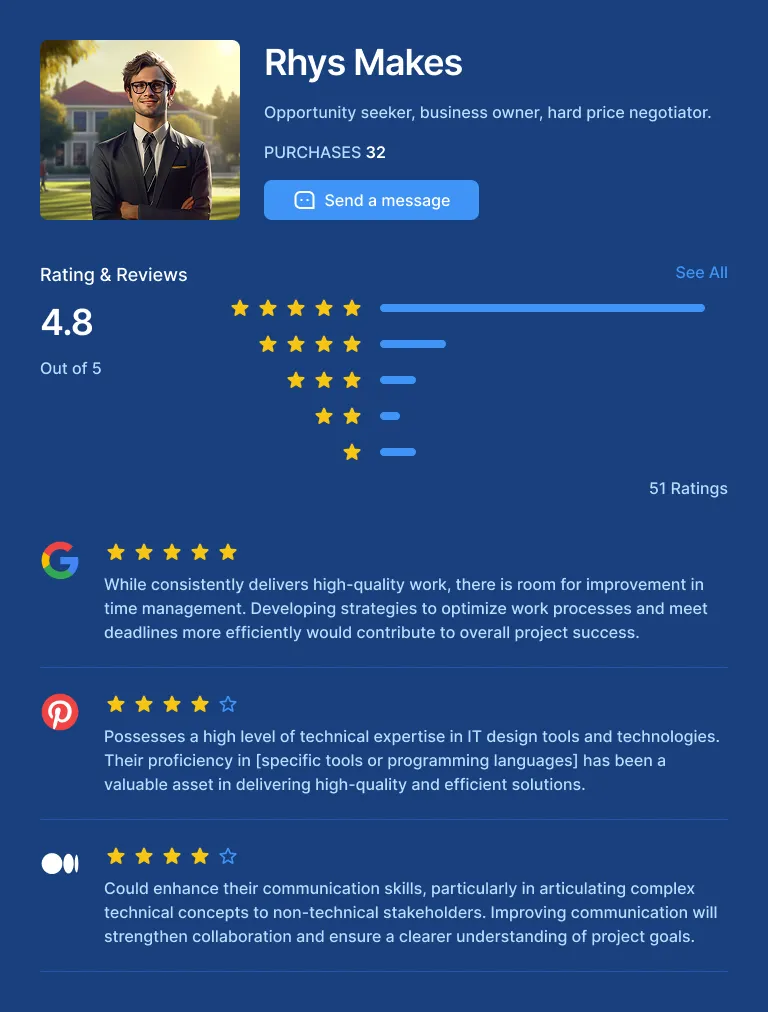 Rhys Makes
Opportunity seeker, business owner, hard price negotiator.
PURCHASES 32
Send a message
Rating & Reviews
See All
4.8
Out of 5
51 Ratings
While consistently delivers high-quality work, there is room for improvement in
time management. Developing strategies to optimize work processes and meet
deadlines more efficiently would contribute to overall project success.
Possesses a high level of technical expertise in IT design tools and technologies.
Their proficiency in [specific tools or programming languages] has been a
valuable asset in delivering high-quality and efficient solutions.
Could enhance their communication skills, particularly in articulating complex
technical concepts to non-technical stakeholders. Improving communication will
strengthen collaboration and ensure a clearer understanding of project goals.